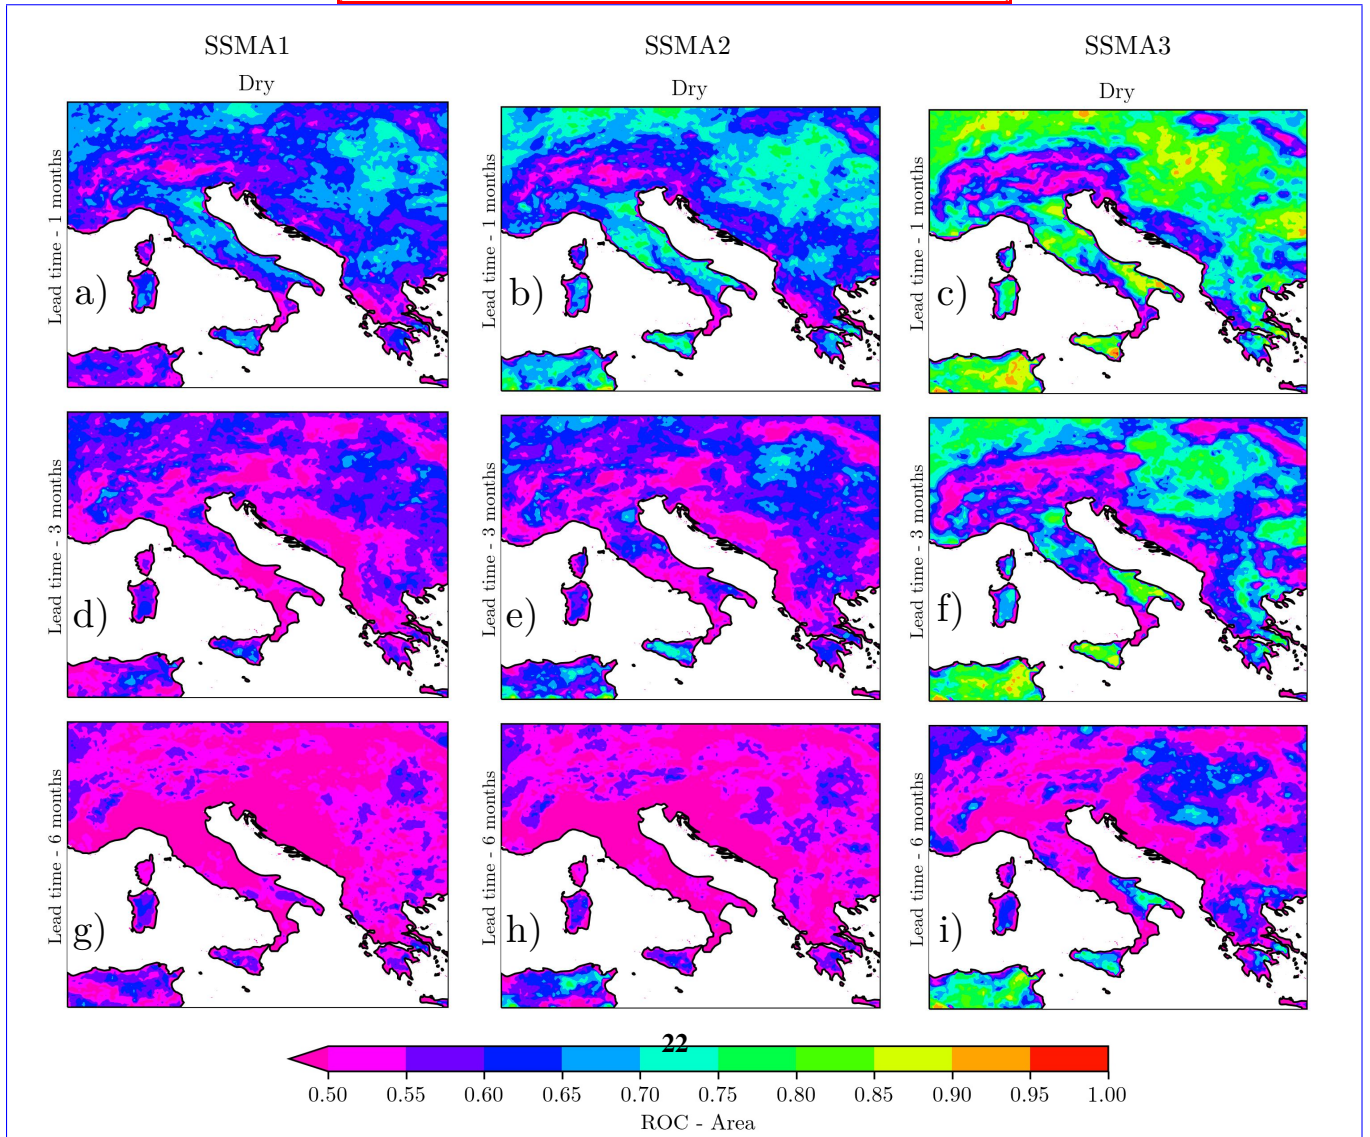 SSMA1 SSMA2 SSMA3
Dry Dry Dry
Lead time - 1 months
a)
Lead time - 1 months
b)
Lead time - 1 months
c)
Lead time - 3 months
d)
Lead time - 3 months
e)
Lead time - 3 months
f)
Lead time - 6 months
g)
Lead time - 6 months
h)
Lead time - 6 months
i)
22
0.50 0.55 0.60 0.65 0.70 0.75 0.80 0.85 0.90 0.95 1.00
ROC - Area